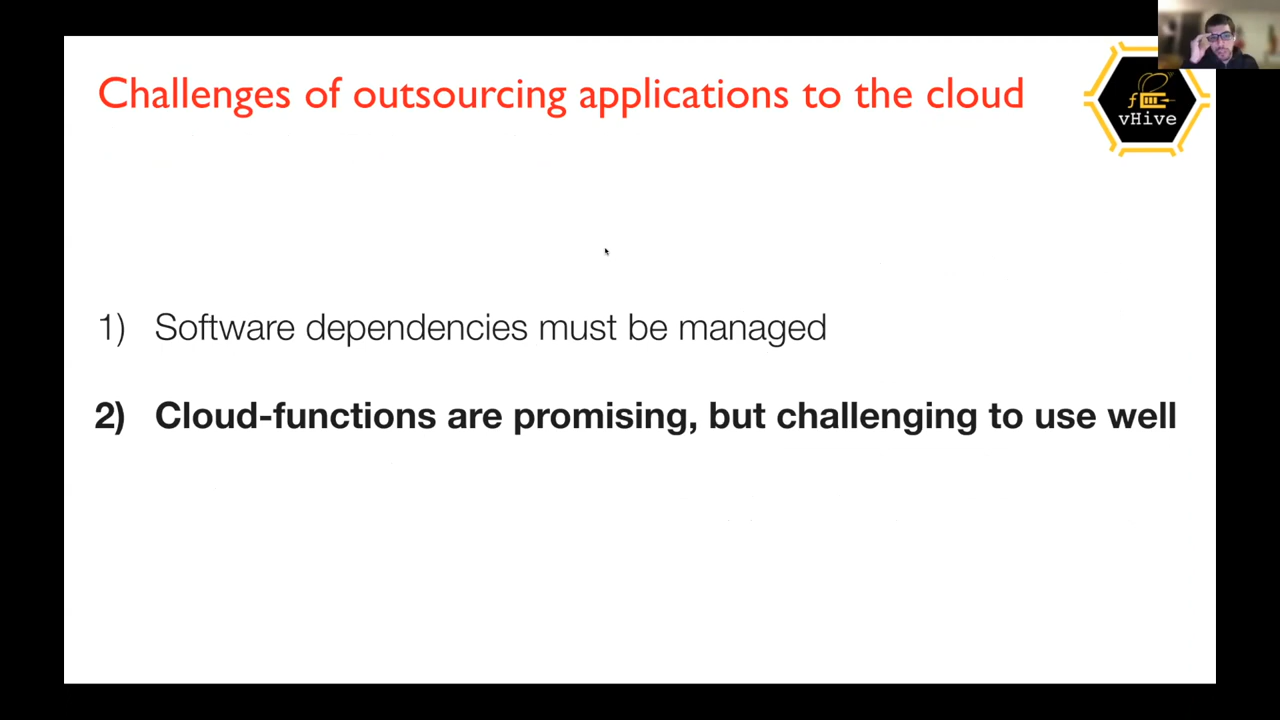 Challenges of outsourcing applications to the cloud
f
vHive
1) Software dependencies must be managed
2) Cloud-functions are promising, but challenging to use well